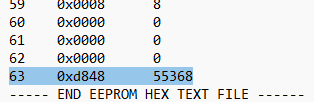 59 0x0008 8
60 0x0000 0
61 0x0000 0
62 0x0000 0
63 0xd848 55368
----- END EEPROM HEX TEXT FILE ------